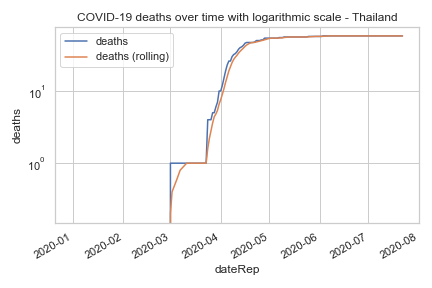 COVID-19 deaths over time with logarithmic scale - Thailand
deaths
deaths (rolling)
deaths
10¹
10⁰
2020-01
2020-02
2020-03
2020-04
2020-05
2020-06
2020-07
2020-08
dateRep